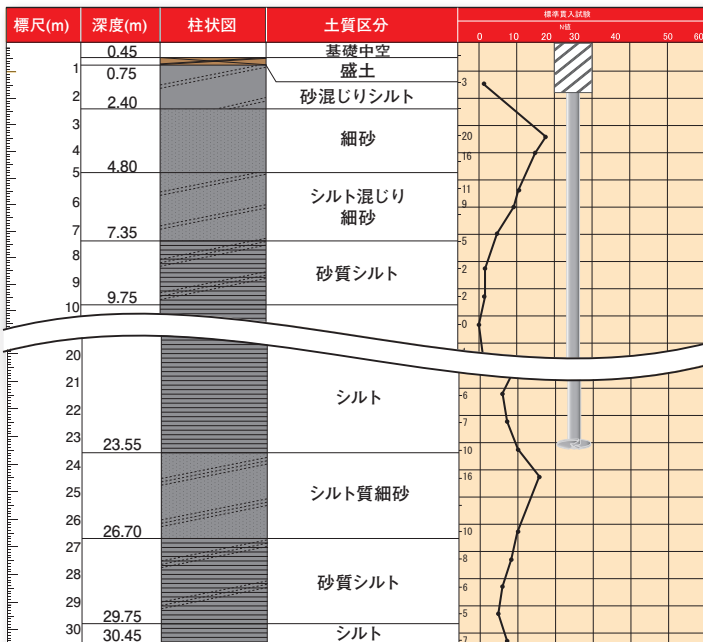 標尺(m) 深度(m) 柱状図 土質区分 標準貫入試験
N値
0 10 20 30 40 50 60
0.45 基礎中空
1 0.75 盛土
3
2 2.40 砂混じりシルト
3
20
4 細砂
16
5 4.80
11
6 シルト混じり
細砂
9
7 7.35
5
8 砂質シルト
2
9 9.75
2
10
0
20
21 シルト
6
22
7
23 23.55
10
24
16
25 シルト質細砂
26 26.70
10
27
8
28 砂質シルト
6
29 29.75
5
30 30.45 シルト
7